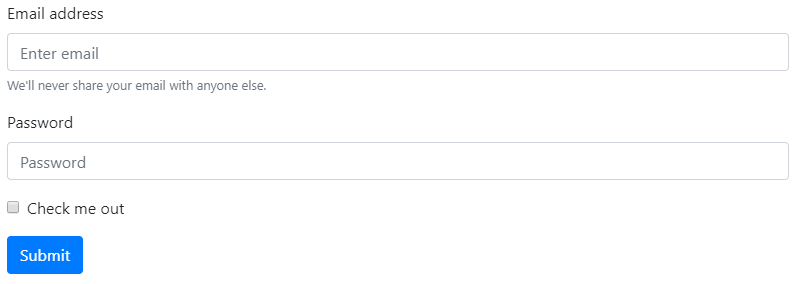 Email address
Enter email
We'll never share your email with anyone else.
Password
Password
Check me out
Submit